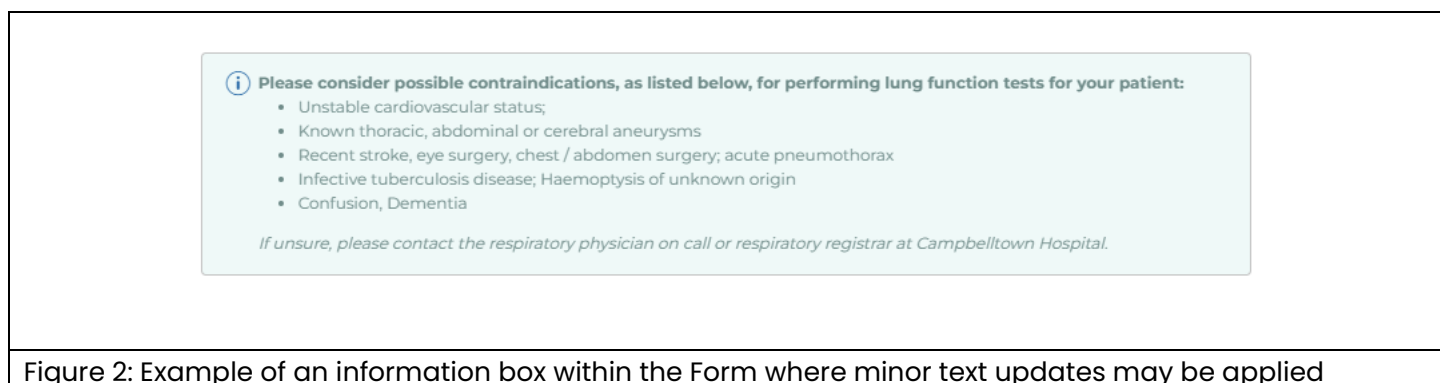 Please consider possible contraindications, as listed below, for performing lung function tests for your patient:
• Unstable cardiovascular status;
• Known thoracic, abdominal or cerebral aneurysms
• Recent stroke, eye surgery, chest / abdomen surgery; acute pneumothorax
• Infective tuberculosis disease; Haemoptysis of unknown origin
• Confusion, Dementia
If unsure, please contact the respiratory physician on call or respiratory registrar at Campbelltown Hospital.
Figure 2: Example of an information box within the Form where minor text updates may be applied